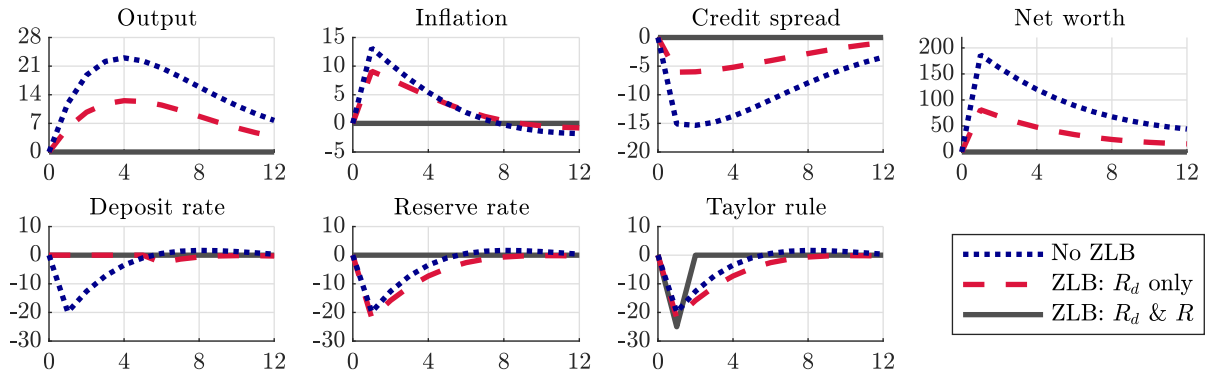 Output
28
21
14
7
0
0 4 8 12
Inflation
15
10
5
0
-5
0 4 8 12
Credit spread
0
-5
-10
-15
-20
0 4 8 12
Net worth
200
150
100
50
0
0 4 8 12
Deposit rate
10
0
-10
-20
-30
0 4 8 12
Reserve rate
10
0
-10
-20
-30
0 4 8 12
Taylor rule
10
0
-10
-20
-30
0 4 8 12
No ZLB
ZLB: R_d only
ZLB: R_d & R